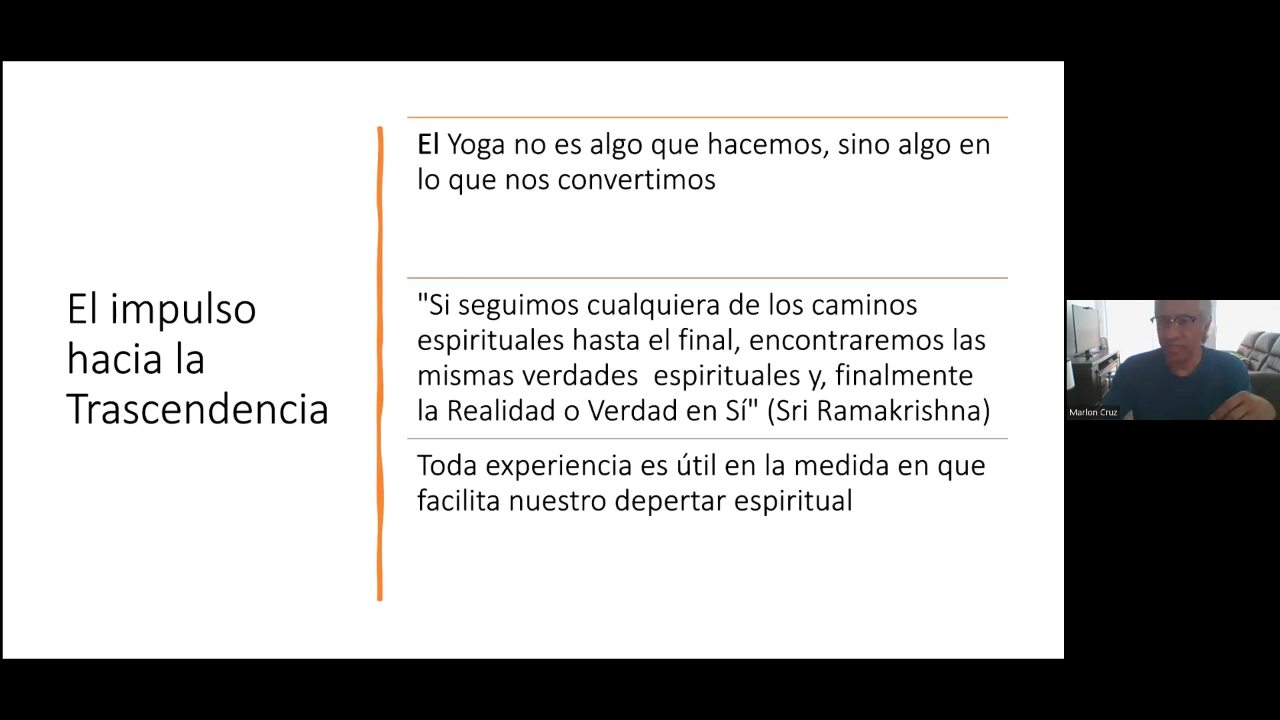 El impulso
hacia la
Trascendencia
El Yoga no es algo que hacemos, sino algo en
lo que nos convertimos
"Si seguimos cualquiera de los caminos
espirituales hasta el final, encontraremos las
mismas verdades  espirituales y, finalmente
la Realidad o Verdad en Sí" (Sri Ramakrishna)
Toda experiencia es útil en la medida en que
facilita nuestro depertar espiritual
Marlon Cruz